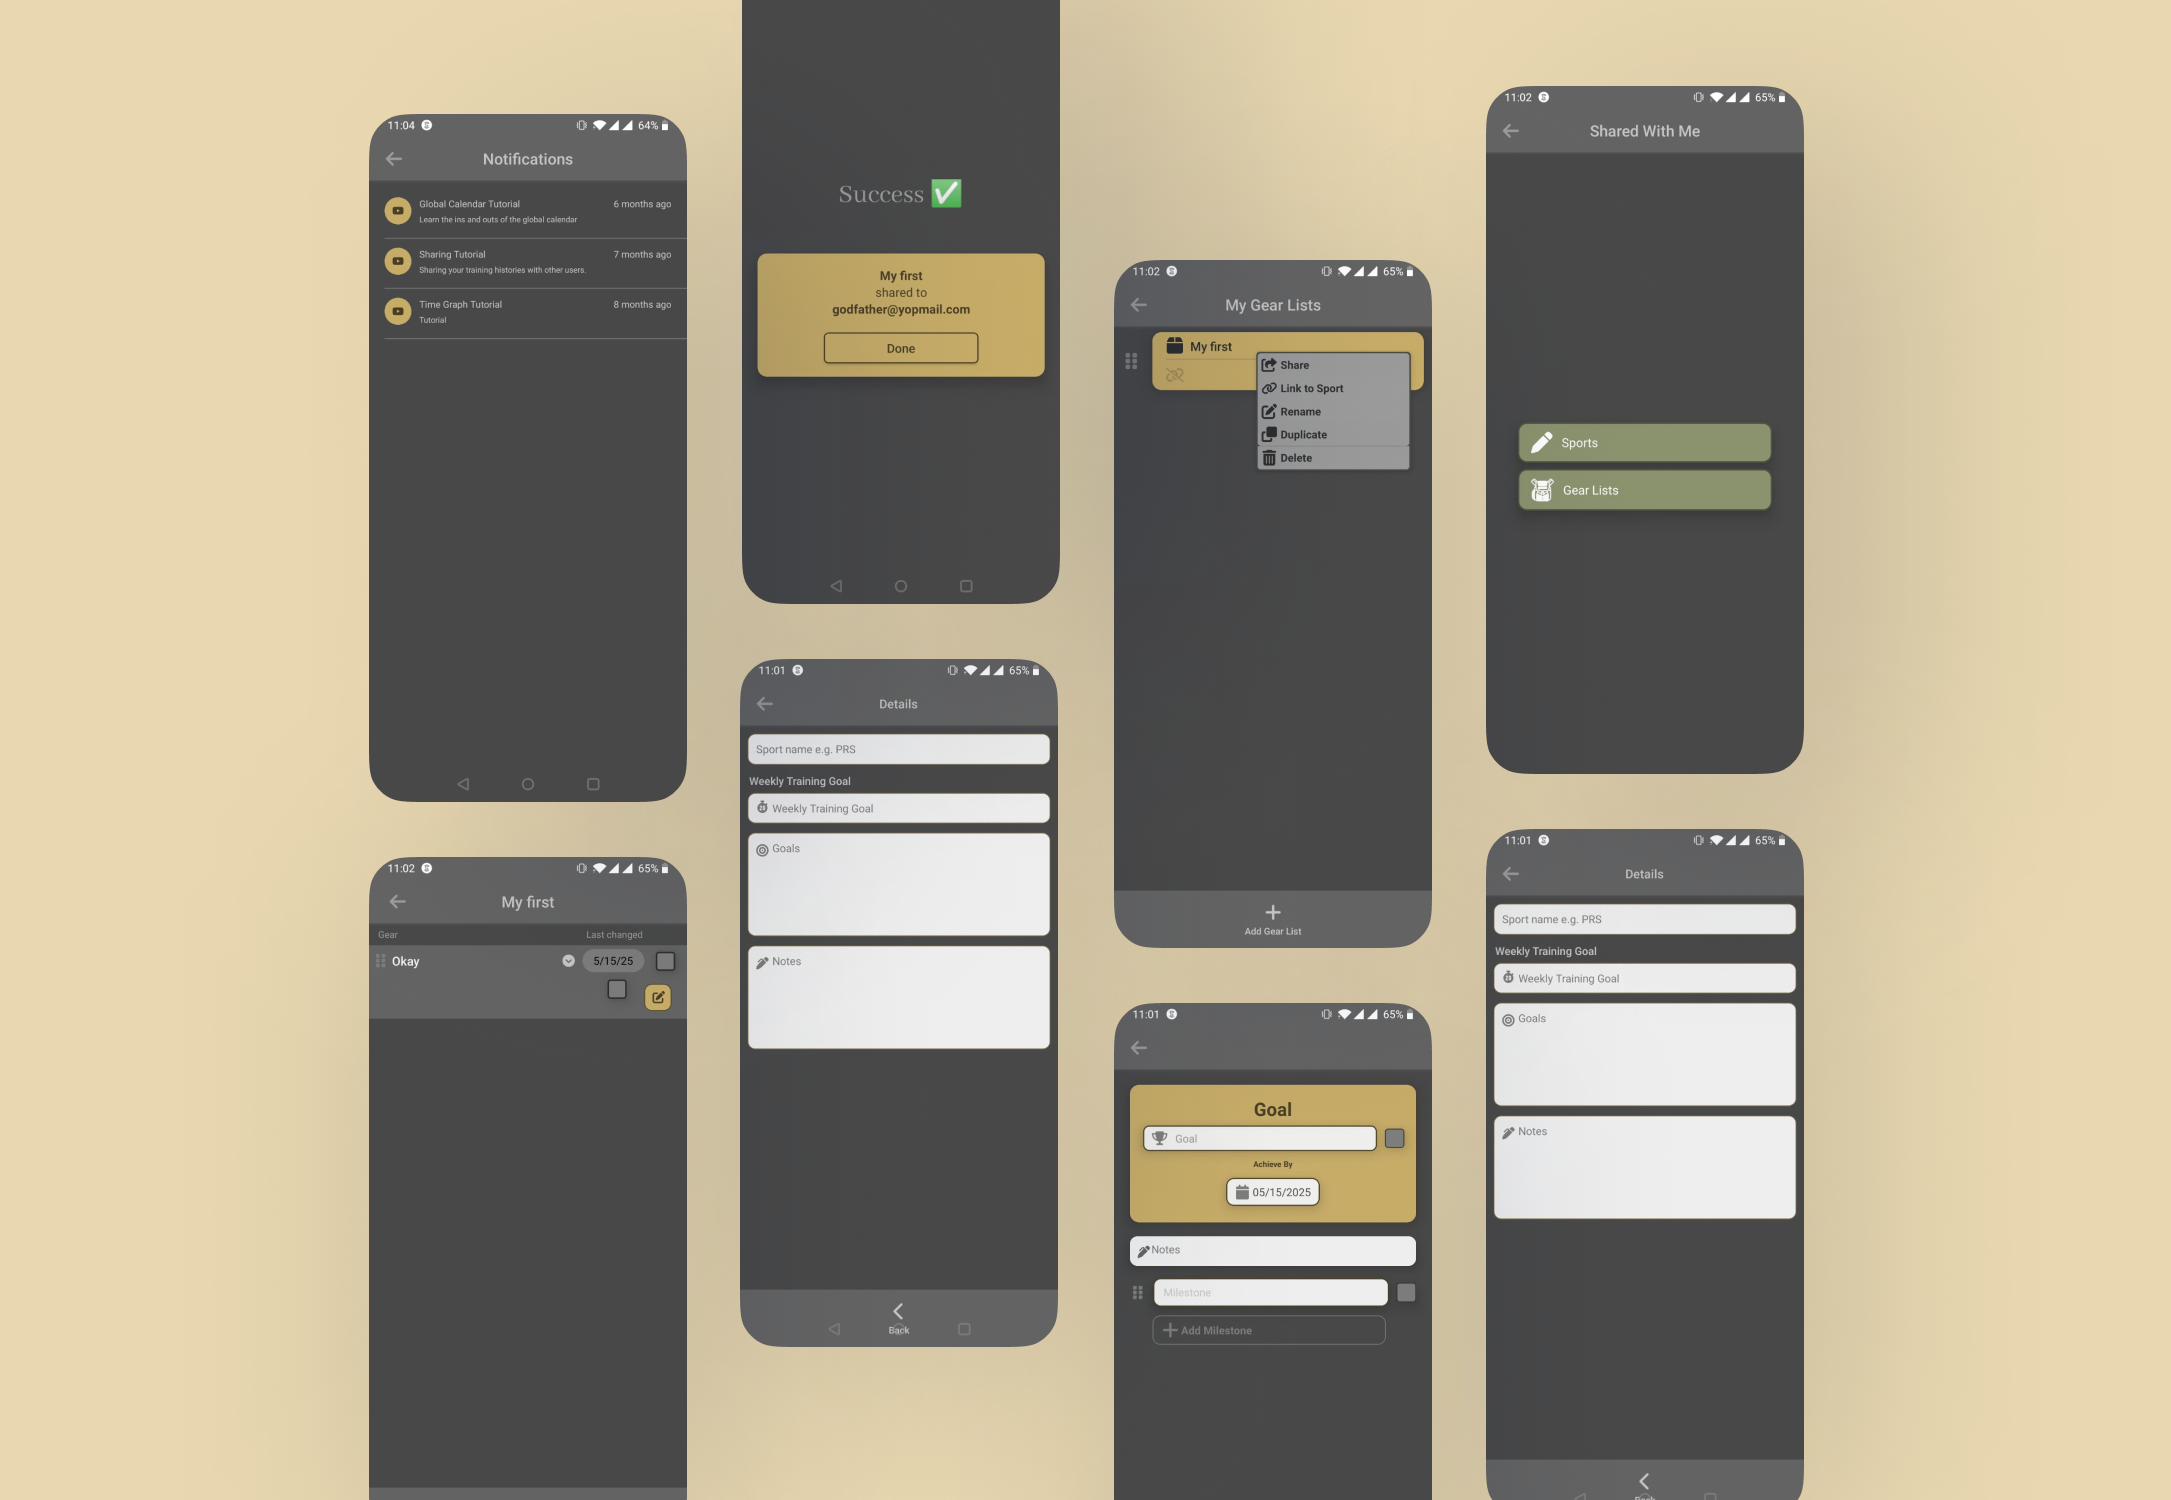 11:04
64%
Notifications
Global Calendar Tutorial
6 months ago
Learn the ins and outs of the global calendar
Sharing Tutorial
7 months ago
Sharing your training histories with other users.
Time Graph Tutorial
8 months ago
Tutorial
11:02
65%
My first
Gear
Last changed
Okay
5/15/25
Success ✅
My first
shared to
godfather@yopmail.com
Done
11:01
65%
Details
Sport name e.g. PRS
Weekly Training Goal
Weekly Training Goal
Goals
Notes
Back
11:02
65%
My Gear Lists
My first
Share
Link to Sport
Rename
Duplicate
Delete
Add Gear List
11:01
65%
Goal
Goal
Achieve By
05/15/2025
Notes
Milestone
Add Milestone
11:02
65%
Shared With Me
Sports
Gear Lists
11:01
65%
Details
Sport name e.g. PRS
Weekly Training Goal
Weekly Training Goal
Goals
Notes